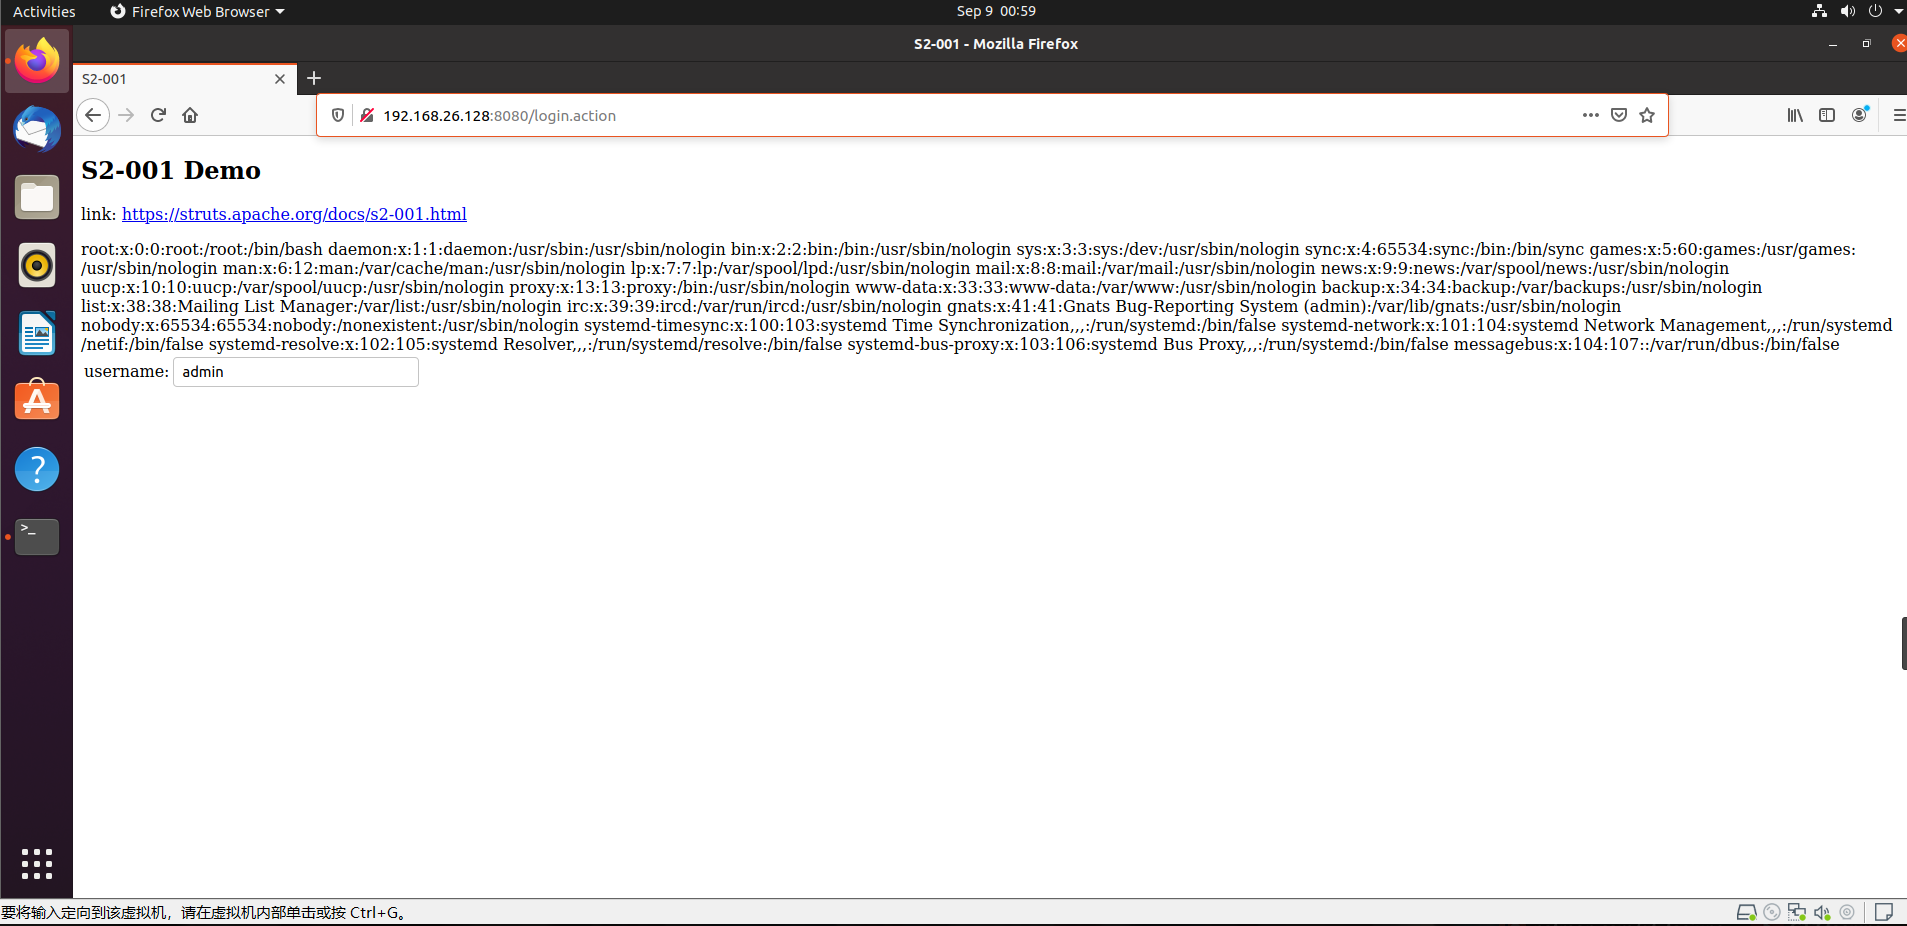 Activities
Firefox Web Browser
Sep 9 00:59
S2-001 - Mozilla Firefox
S2-001
192.168.26.128:8080/login.action
S2-001 Demo
link: https://struts.apache.org/docs/s2-001.html
root:x:0:0:root:/root:/bin/bash daemon:x:1:1:daemon:/usr/sbin:/usr/sbin/nologin bin:x:2:2:bin:/bin:/usr/sbin/nologin sys:x:3:3:sys:/dev:/usr/sbin/nologin sync:x:4:65534:sync:/bin:/bin/sync games:x:5:60:games:/usr/games:
/usr/sbin/nologin man:x:6:12:man:/var/cache/man:/usr/sbin/nologin lp:x:7:7:lp:/var/spool/lpd:/usr/sbin/nologin mail:x:8:8:mail:/var/mail:/usr/sbin/nologin news:x:9:9:news:/var/spool/news:/usr/sbin/nologin
uucp:x:10:10:uucp:/var/spool/uucp:/usr/sbin/nologin proxy:x:13:13:proxy:/bin:/usr/sbin/nologin www-data:x:33:33:www-data:/var/www:/usr/sbin/nologin backup:x:34:34:backup:/var/backups:/usr/sbin/nologin
list:x:38:38:Mailing List Manager:/var/list:/usr/sbin/nologin irc:x:39:39:ircd:/var/run/ircd:/usr/sbin/nologin gnats:x:41:41:Gnats Bug-Reporting System (admin):/var/lib/gnats:/usr/sbin/nologin
nobody:x:65534:65534:nobody:/nonexistent:/usr/sbin/nologin systemd-timesync:x:100:103:systemd Time Synchronization,,,:/run/systemd:/bin/false systemd-network:x:101:104:systemd Network Management,,,:/run/systemd
/netif:/bin/false systemd-resolve:x:102:105:systemd Resolver,,,:/run/systemd/resolve:/bin/false systemd-bus-proxy:x:103:106:systemd Bus Proxy,,,:/run/systemd:/bin/false messagebus:x:104:107::/var/run/dbus:/bin/false
username: admin
要将输入定向到该虚拟机，请在虚拟机内部单击或按 Ctrl+G。